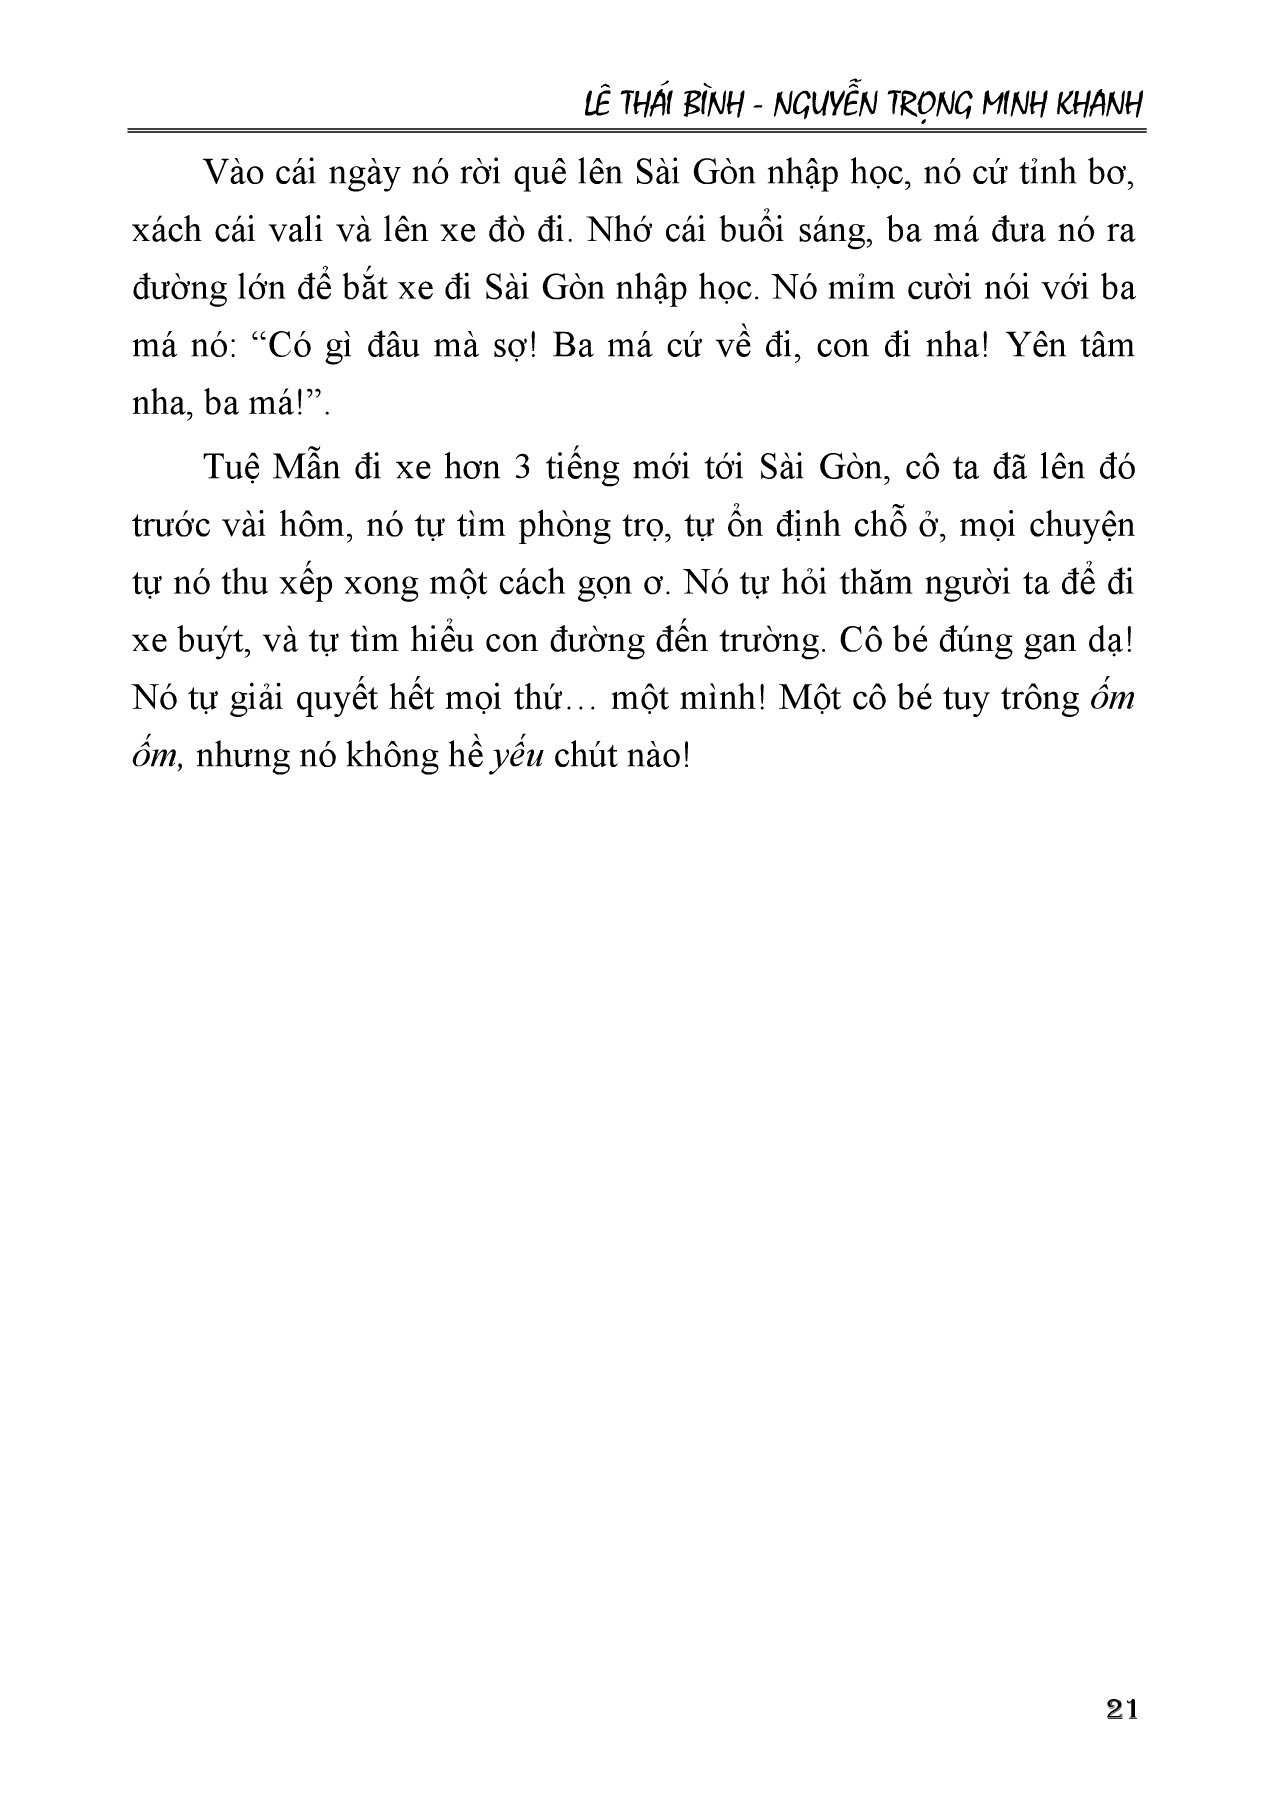 LÊ THÁI BÌNH - NGUYỄN TRỌNG MINH KHANH
Vào cái ngày nó rời quê lên Sài Gòn nhập học, nó cứ tỉnh bơ,
xách cái vali và lên xe đò đi. Nhớ cái buổi sáng, ba má đưa nó ra
đường lớn để bắt xe đi Sài Gòn nhập học. Nó mỉm cười nói với ba
má nó: “Có gì đâu mà sợ! Ba má cứ về đi, con đi nha! Yên tâm
nha, ba má!”.
Tuệ Mẫn đi xe hơn 3 tiếng mới tới Sài Gòn, cô ta đã lên đó
trước vài hôm, nó tự tìm phòng trọ, tự ổn định chỗ ở, mọi chuyện
tự nó thu xếp xong một cách gọn ơ. Nó tự hỏi thăm người ta để đi
xe buýt, và tự tìm hiểu con đường đến trường. Cô bé đúng gan dạ!
Nó tự giải quyết hết mọi thứ… một mình! Một cô bé tuy trông ốm
ốm, nhưng nó không hề yếu chút nào!
21